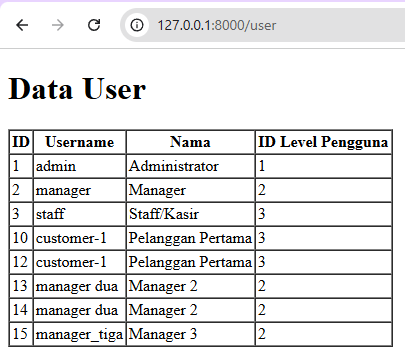 127.0.0.1:8000/user
Data User
ID Username Nama ID Level Pengguna
1 admin Administrator 1
2 manager Manager 2
3 staff Staff/Kasir 3
10 customer-1 Pelanggan Pertama 3
12 customer-1 Pelanggan Pertama 3
13 manager dua Manager 2 2
14 manager dua Manager 2 2
15 manager_tiga Manager 3 2